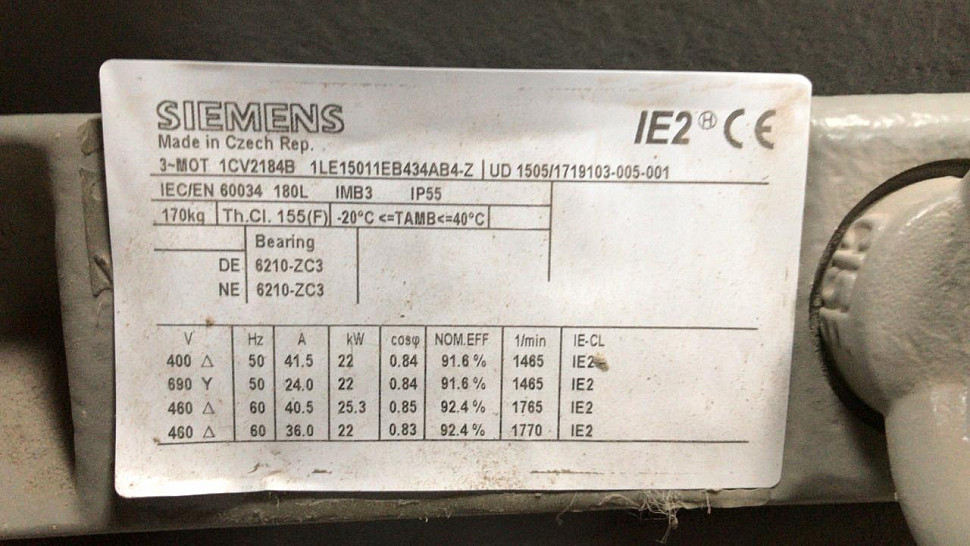 SIEMENS IE2 Ⓗ CE
Made in Czech Rep.
3~MOT 1CV2184B 1LE15011EB434AB4-Z UD 1505/1719103-005-001
IEC/EN 60034 180L IMB3 IP55
170kg Th.Cl. 155(F) -20°C <=TAMB<=40°C
Bearing
DE 6210-ZC3
NE 6210-ZC3
V Hz A kW cosφ NOM.EFF 1/min IE-CL
400 Δ 50 41.5 22 0.84 91.6 % 1465 IE2
690 Y 50 24.0 22 0.84 91.6 % 1465 IE2
460 Δ 60 40.5 25.3 0.85 92.4 % 1765 IE2
460 Δ 60 36.0 22 0.83 92.4 % 1770 IE2